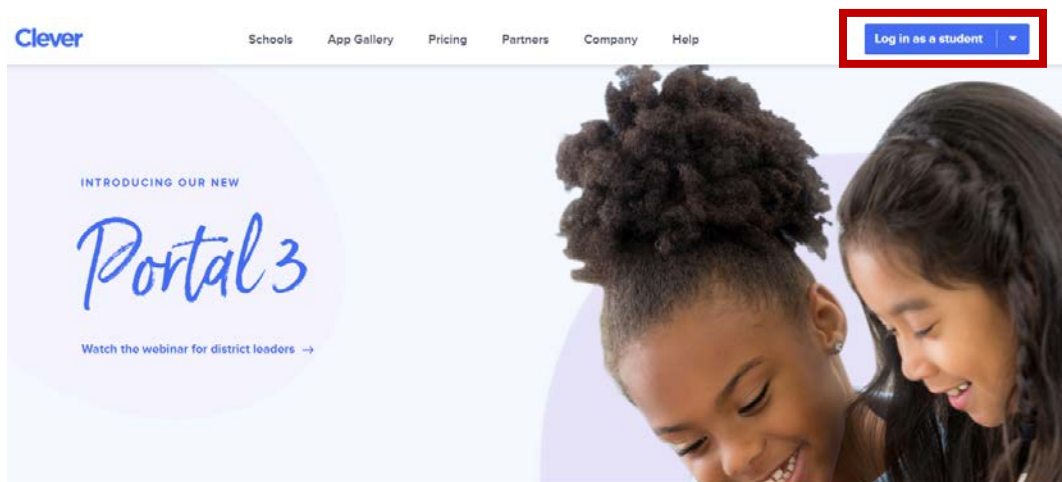 Clever
Schools App Gallery Pricing Partners Company Help
Log in as a student
INTRODUCING OUR NEW
Portal 3
Watch the webinar for district leaders →